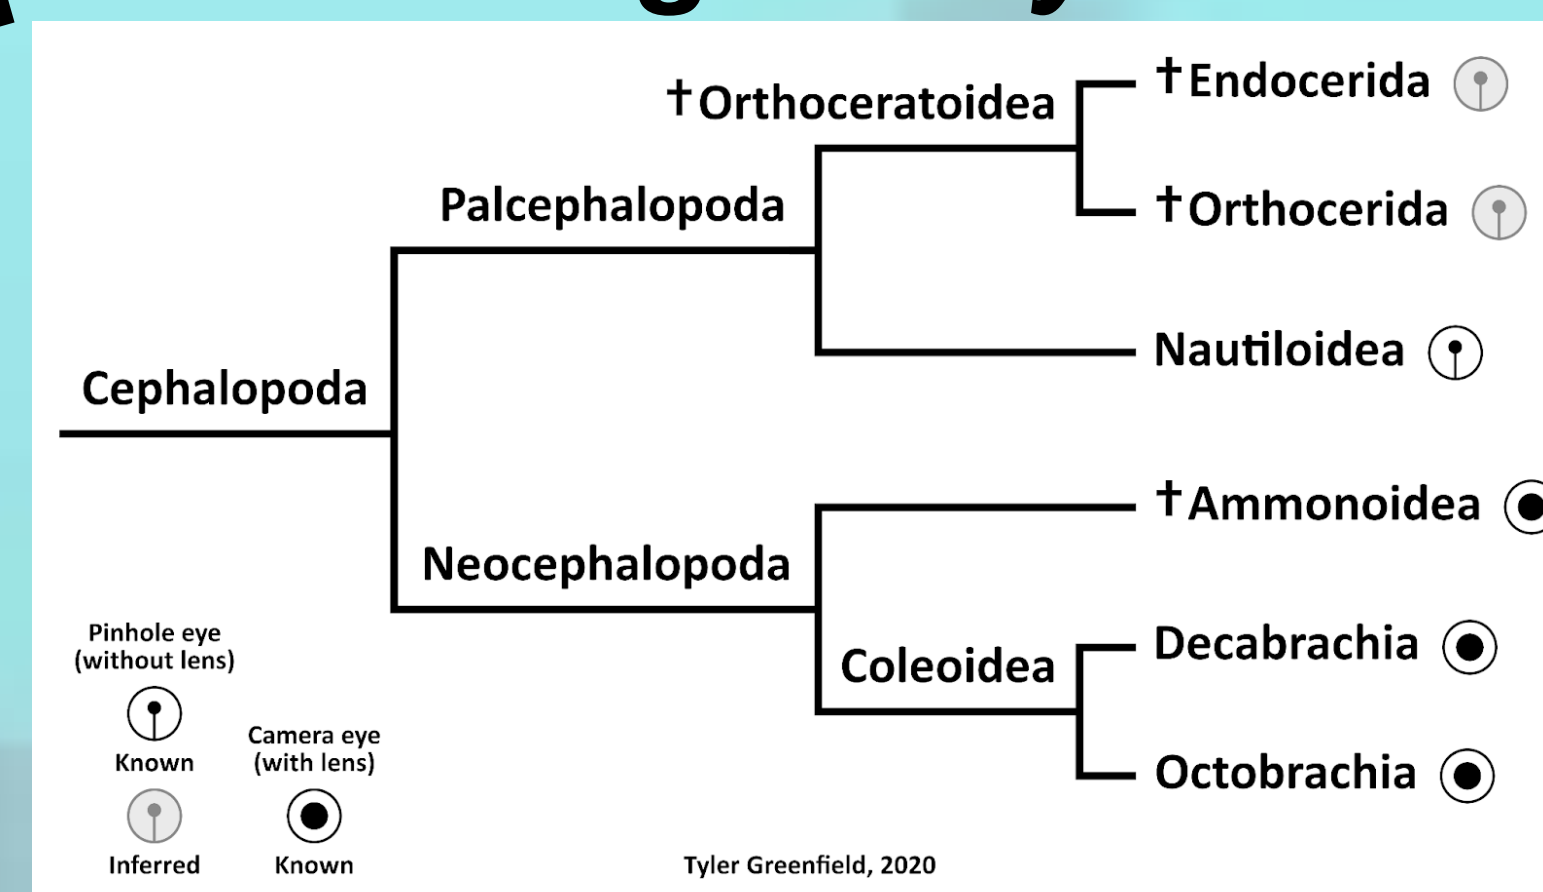 †Orthoceratoidea
†Endocerida
Palcephalopoda
†Orthocerida
Nautiloidea
Cephalopoda
†Ammonoidea
Neocephalopoda
Coleoidea
Decabrachia
Octobrachia
Pinhole eye
(without lens)
Known
Inferred
Camera eye
(with lens)
Known
Tyler Greenfield, 2020